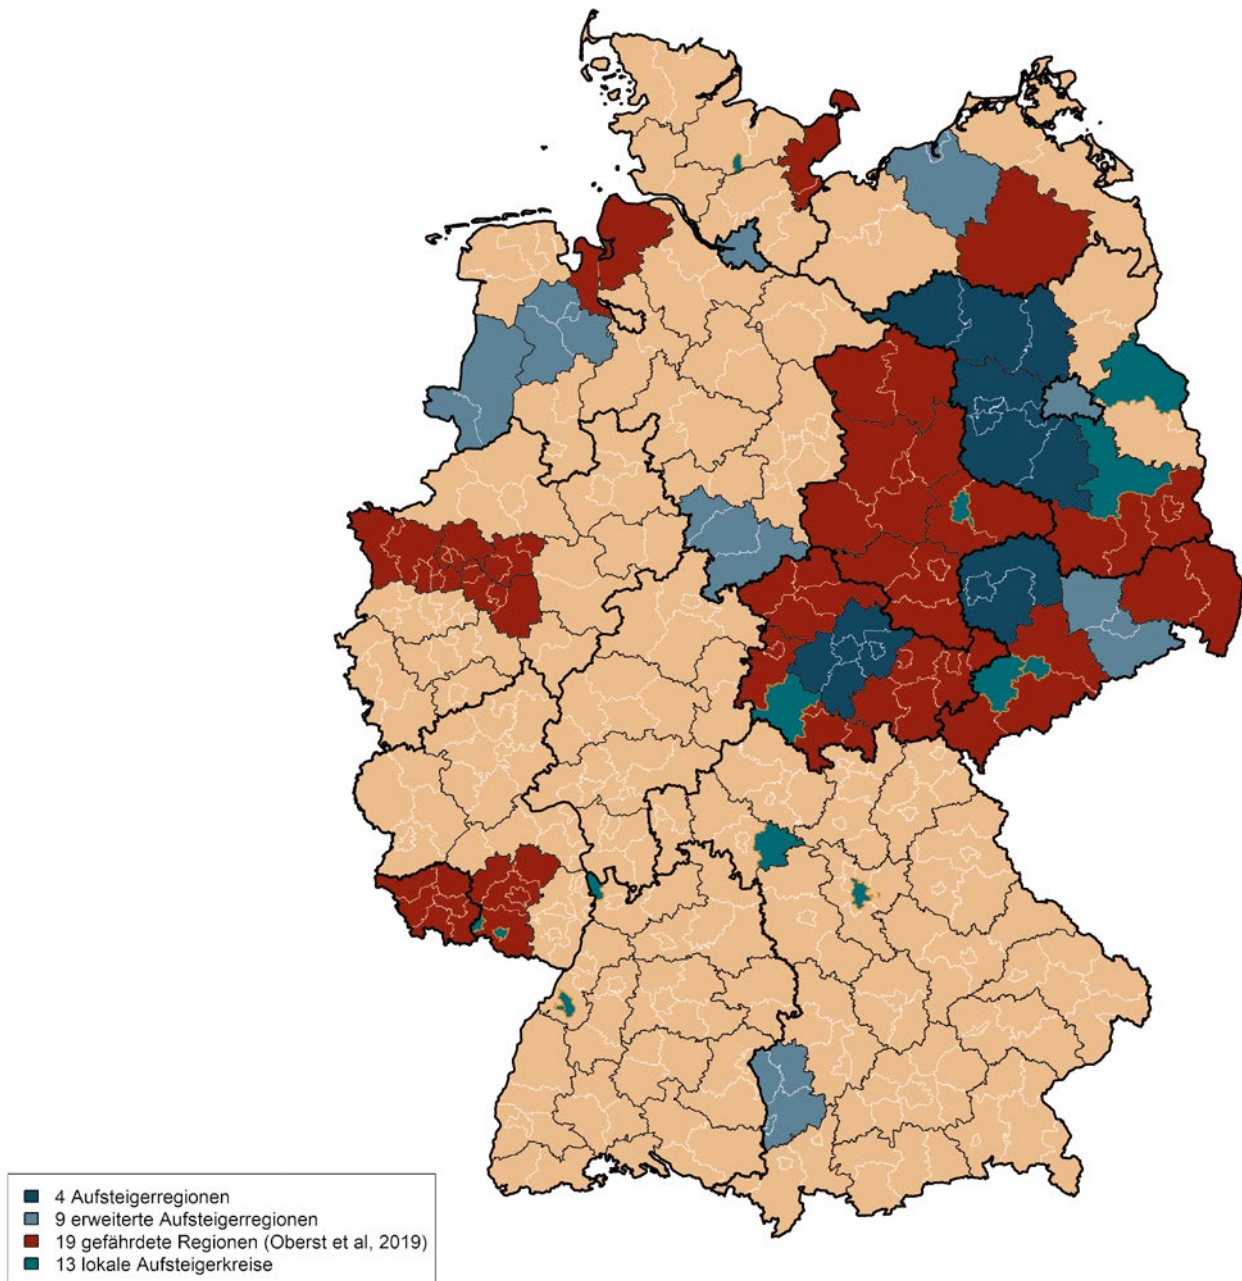 4 Aufsteigerregionen
9 erweiterte Aufsteigerregionen
19 gefährdete Regionen (Oberst et al, 2019)
13 lokale Aufsteigerkreise